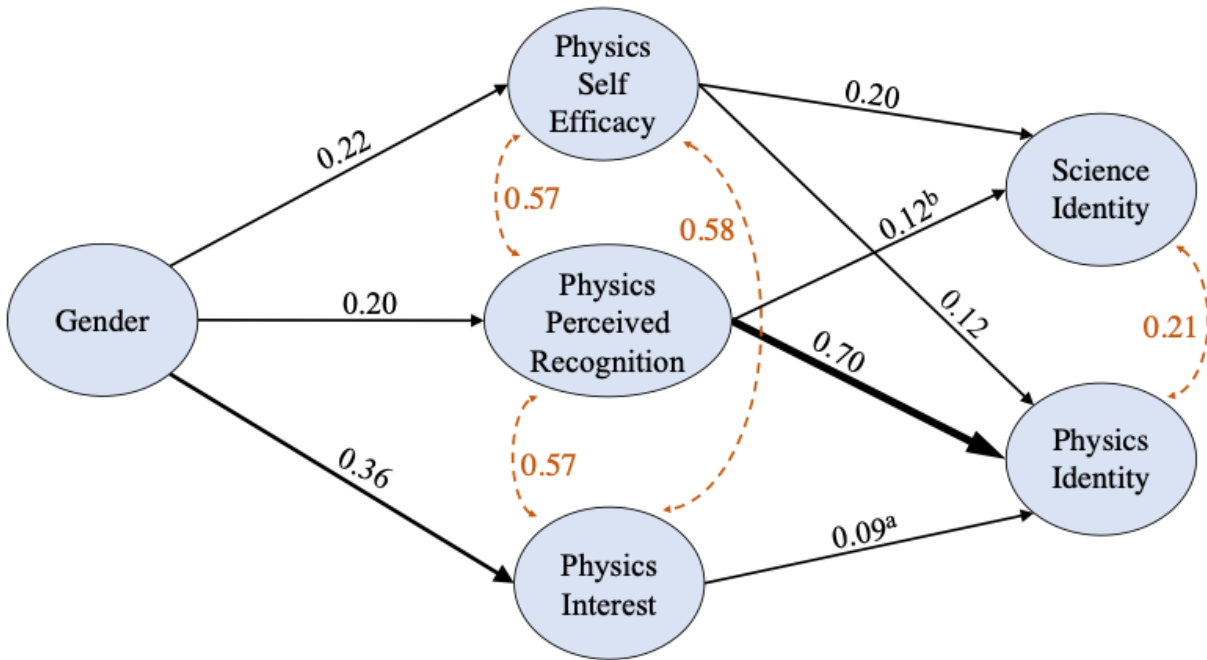 Physics
Self
Efficacy
0.20
0.22
Science
Identity
0.57
0.12ᵇ
0.58
Gender
0.20
Physics
Perceived
Recognition
0.12
0.21
0.70
0.36
0.57
Physics
Identity
Physics
Interest
0.09ᵃ